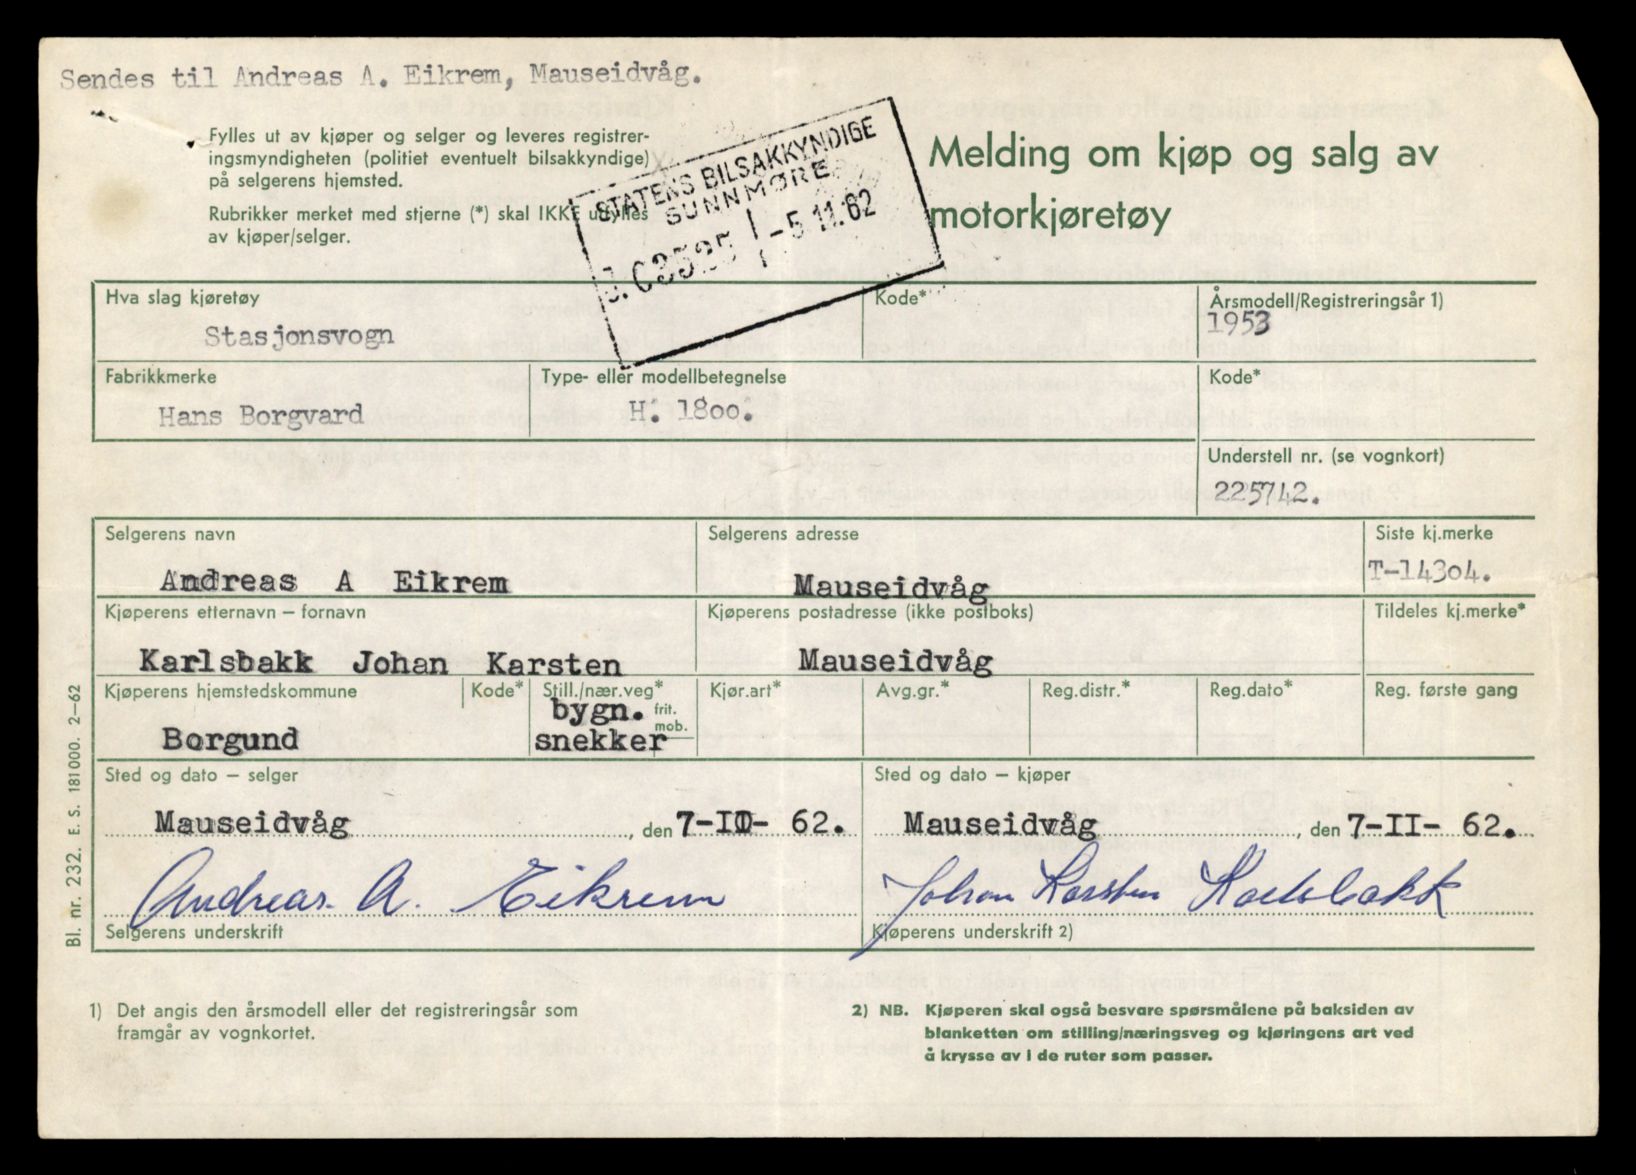 Sendes til Andreas A. Eikrem, Mauseidvåg.
Fylles ut av kjøper og selger og leveres registrer-
ingsmyndigheten (politiet eventuelt bilsakkyndige)
på selgerens hjemsted.
Rubrikker merket med stjerne (*) skal IKKE utfylles
av kjøper/selger.
STATENS BILSAKKYNDIGE
SUNNMØRE
J. 03525 - 5 11.62
Melding om kjøp og salg av
motorkjøretøy
Hva slag kjøretøy
Stasjonsvogn
Kode*
Årsmodell/Registreringsår 1)
1953
Fabrikkmerke
Hans Borgvard
Type- eller modellbetegnelse
H. 1800.
Kode*
Understell nr. (se vognkort)
225742.
Selgerens navn
Andreas A Eikrem
Selgerens adresse
Mauseidvåg
Siste kj.merke
T-14304.
Kjøperens etternavn – fornavn
Karlsbakk Johan Karsten
Kjøperens postadresse (ikke postboks)
Mauseidvåg
Tildeles kj.merke*
Kjøperens hjemstedskommune
Borgund
Kode*
Still./nær.veg*
bygn. frit.
mob.
snekker
Kjør.art*
Avg.gr.*
Reg.distr.*
Reg.dato*
Reg. første gang
Sted og dato – selger
Mauseidvåg, den 7-II- 62.
Andreas A. Eikrem
Selgerens underskrift
Sted og dato – kjøper
Mauseidvåg, den 7-II- 62.
Johan Karsten Karlsbakk
Kjøperens underskrift 2)
Bl. nr. 232. E. S. 181000. 2–62
1) Det angis den årsmodell eller det registreringsår som
framgår av vognkortet.
2) NB. Kjøperen skal også besvare spørsmålene på baksiden av
blanketten om stilling/næringsveg og kjøringens art ved
å krysse av i de ruter som passer.